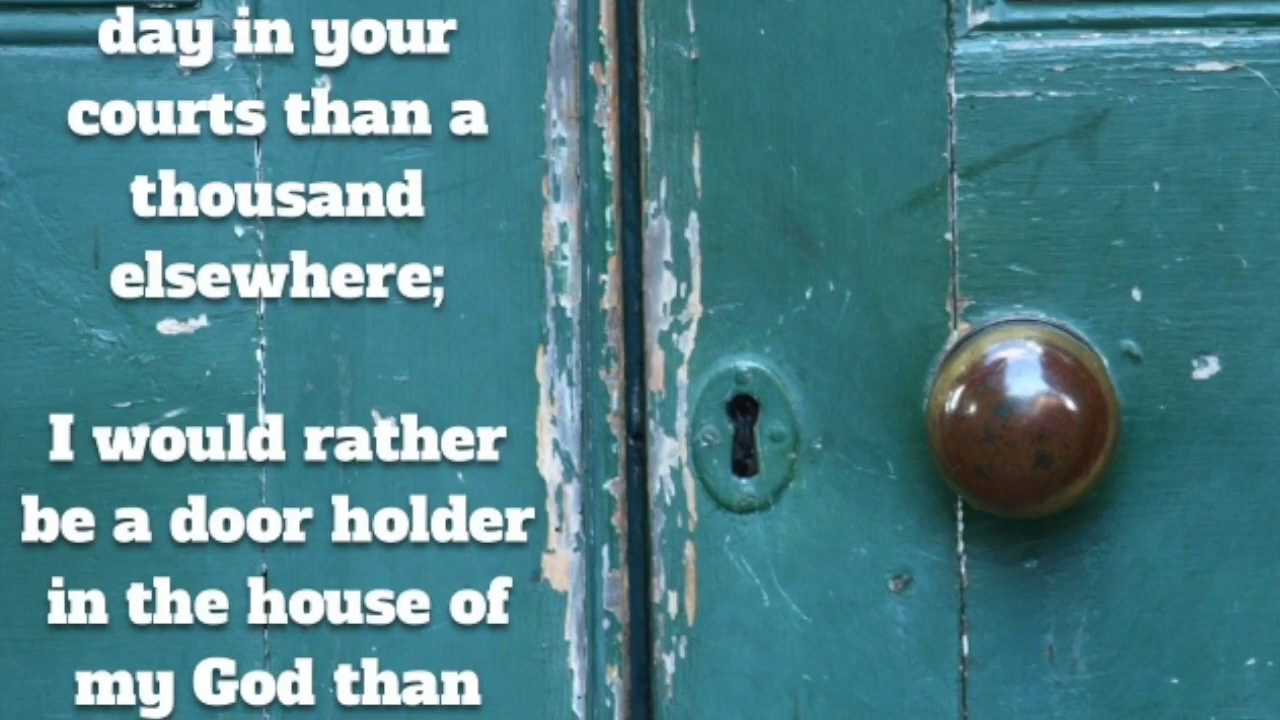 day in your
courts than a
thousand
elsewhere;
I would rather
be a door holder
in the house of
my God than